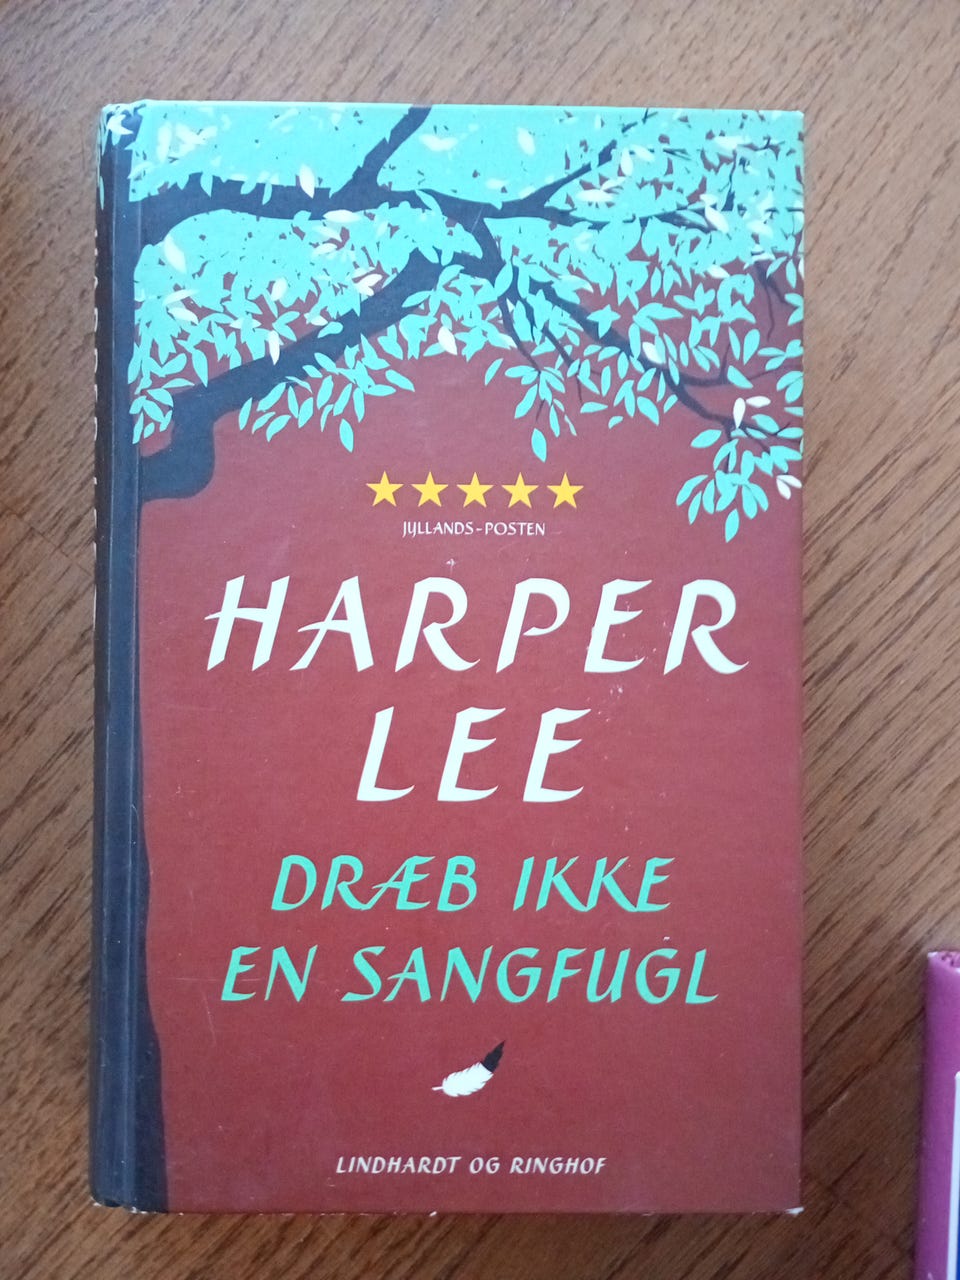 JYLLANDS-POSTEN
HARPER
LEE
DRÆB IKKE
EN SANGFUGL
LINDHARDT OG RINGHOF